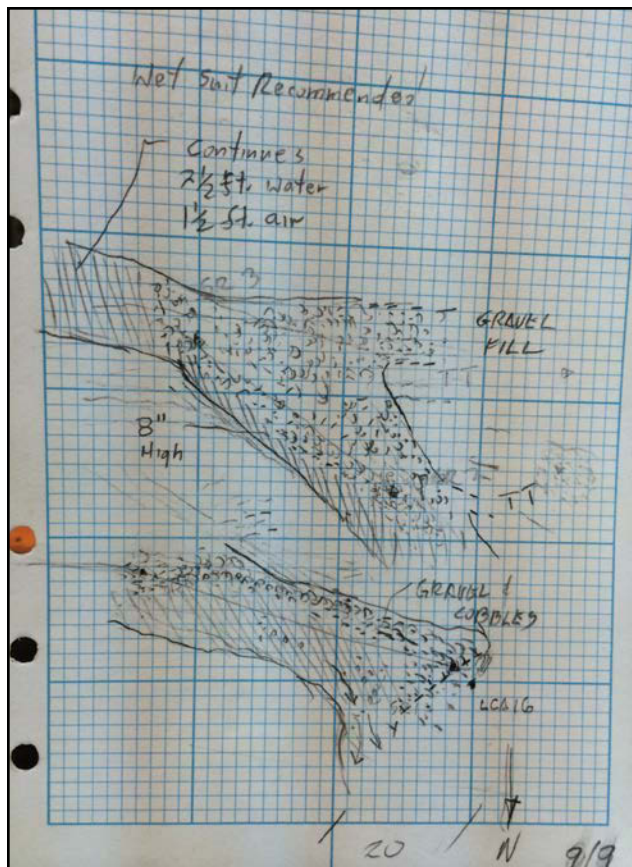 Wet Suit Recommended
Continues
7½ ft. water
1½ ft. air
GRAVEL
FILL
8"
High
GRAVEL &
COBBLES
LCA16
20
N
9/9